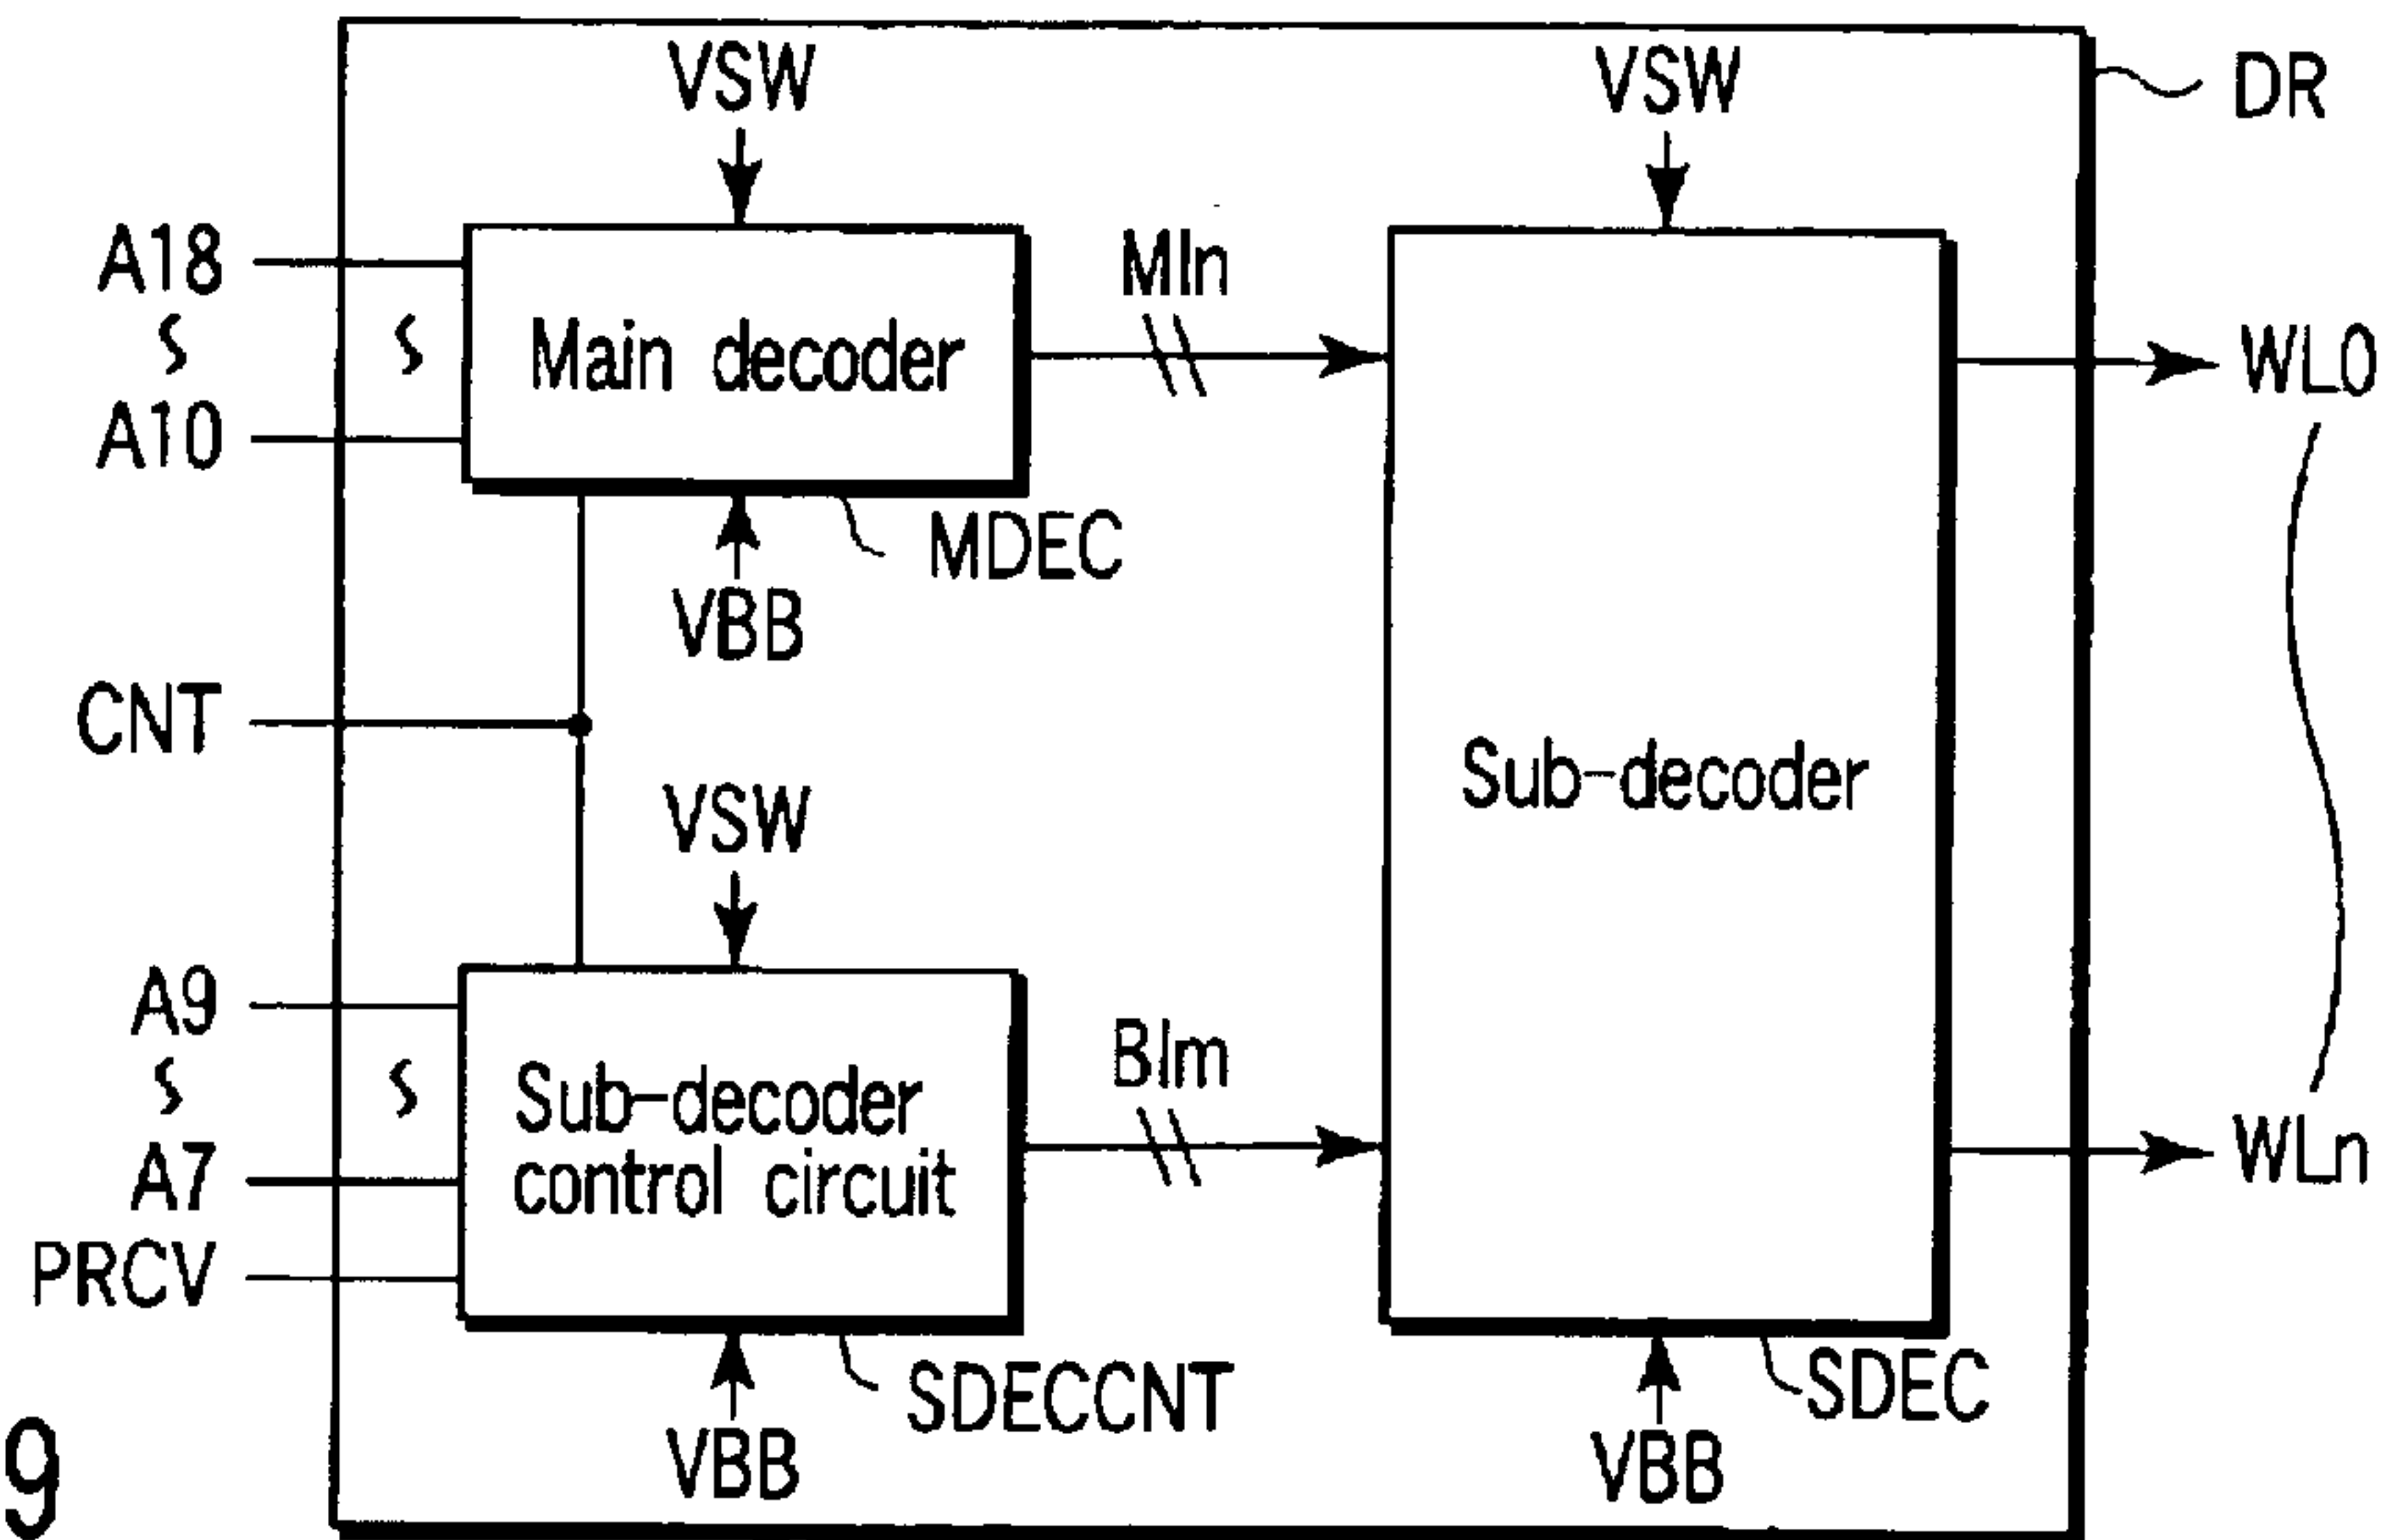 VSW
VSW
DR
A18
A10
Main decoder
MIn
WL0
MDEC
VBB
CNT
VSW
Sub-decoder
A9
A7
PRCV
Sub-decoder
control circuit
BIm
WLn
SDECCNT
VBB
SDEC
VBB
9